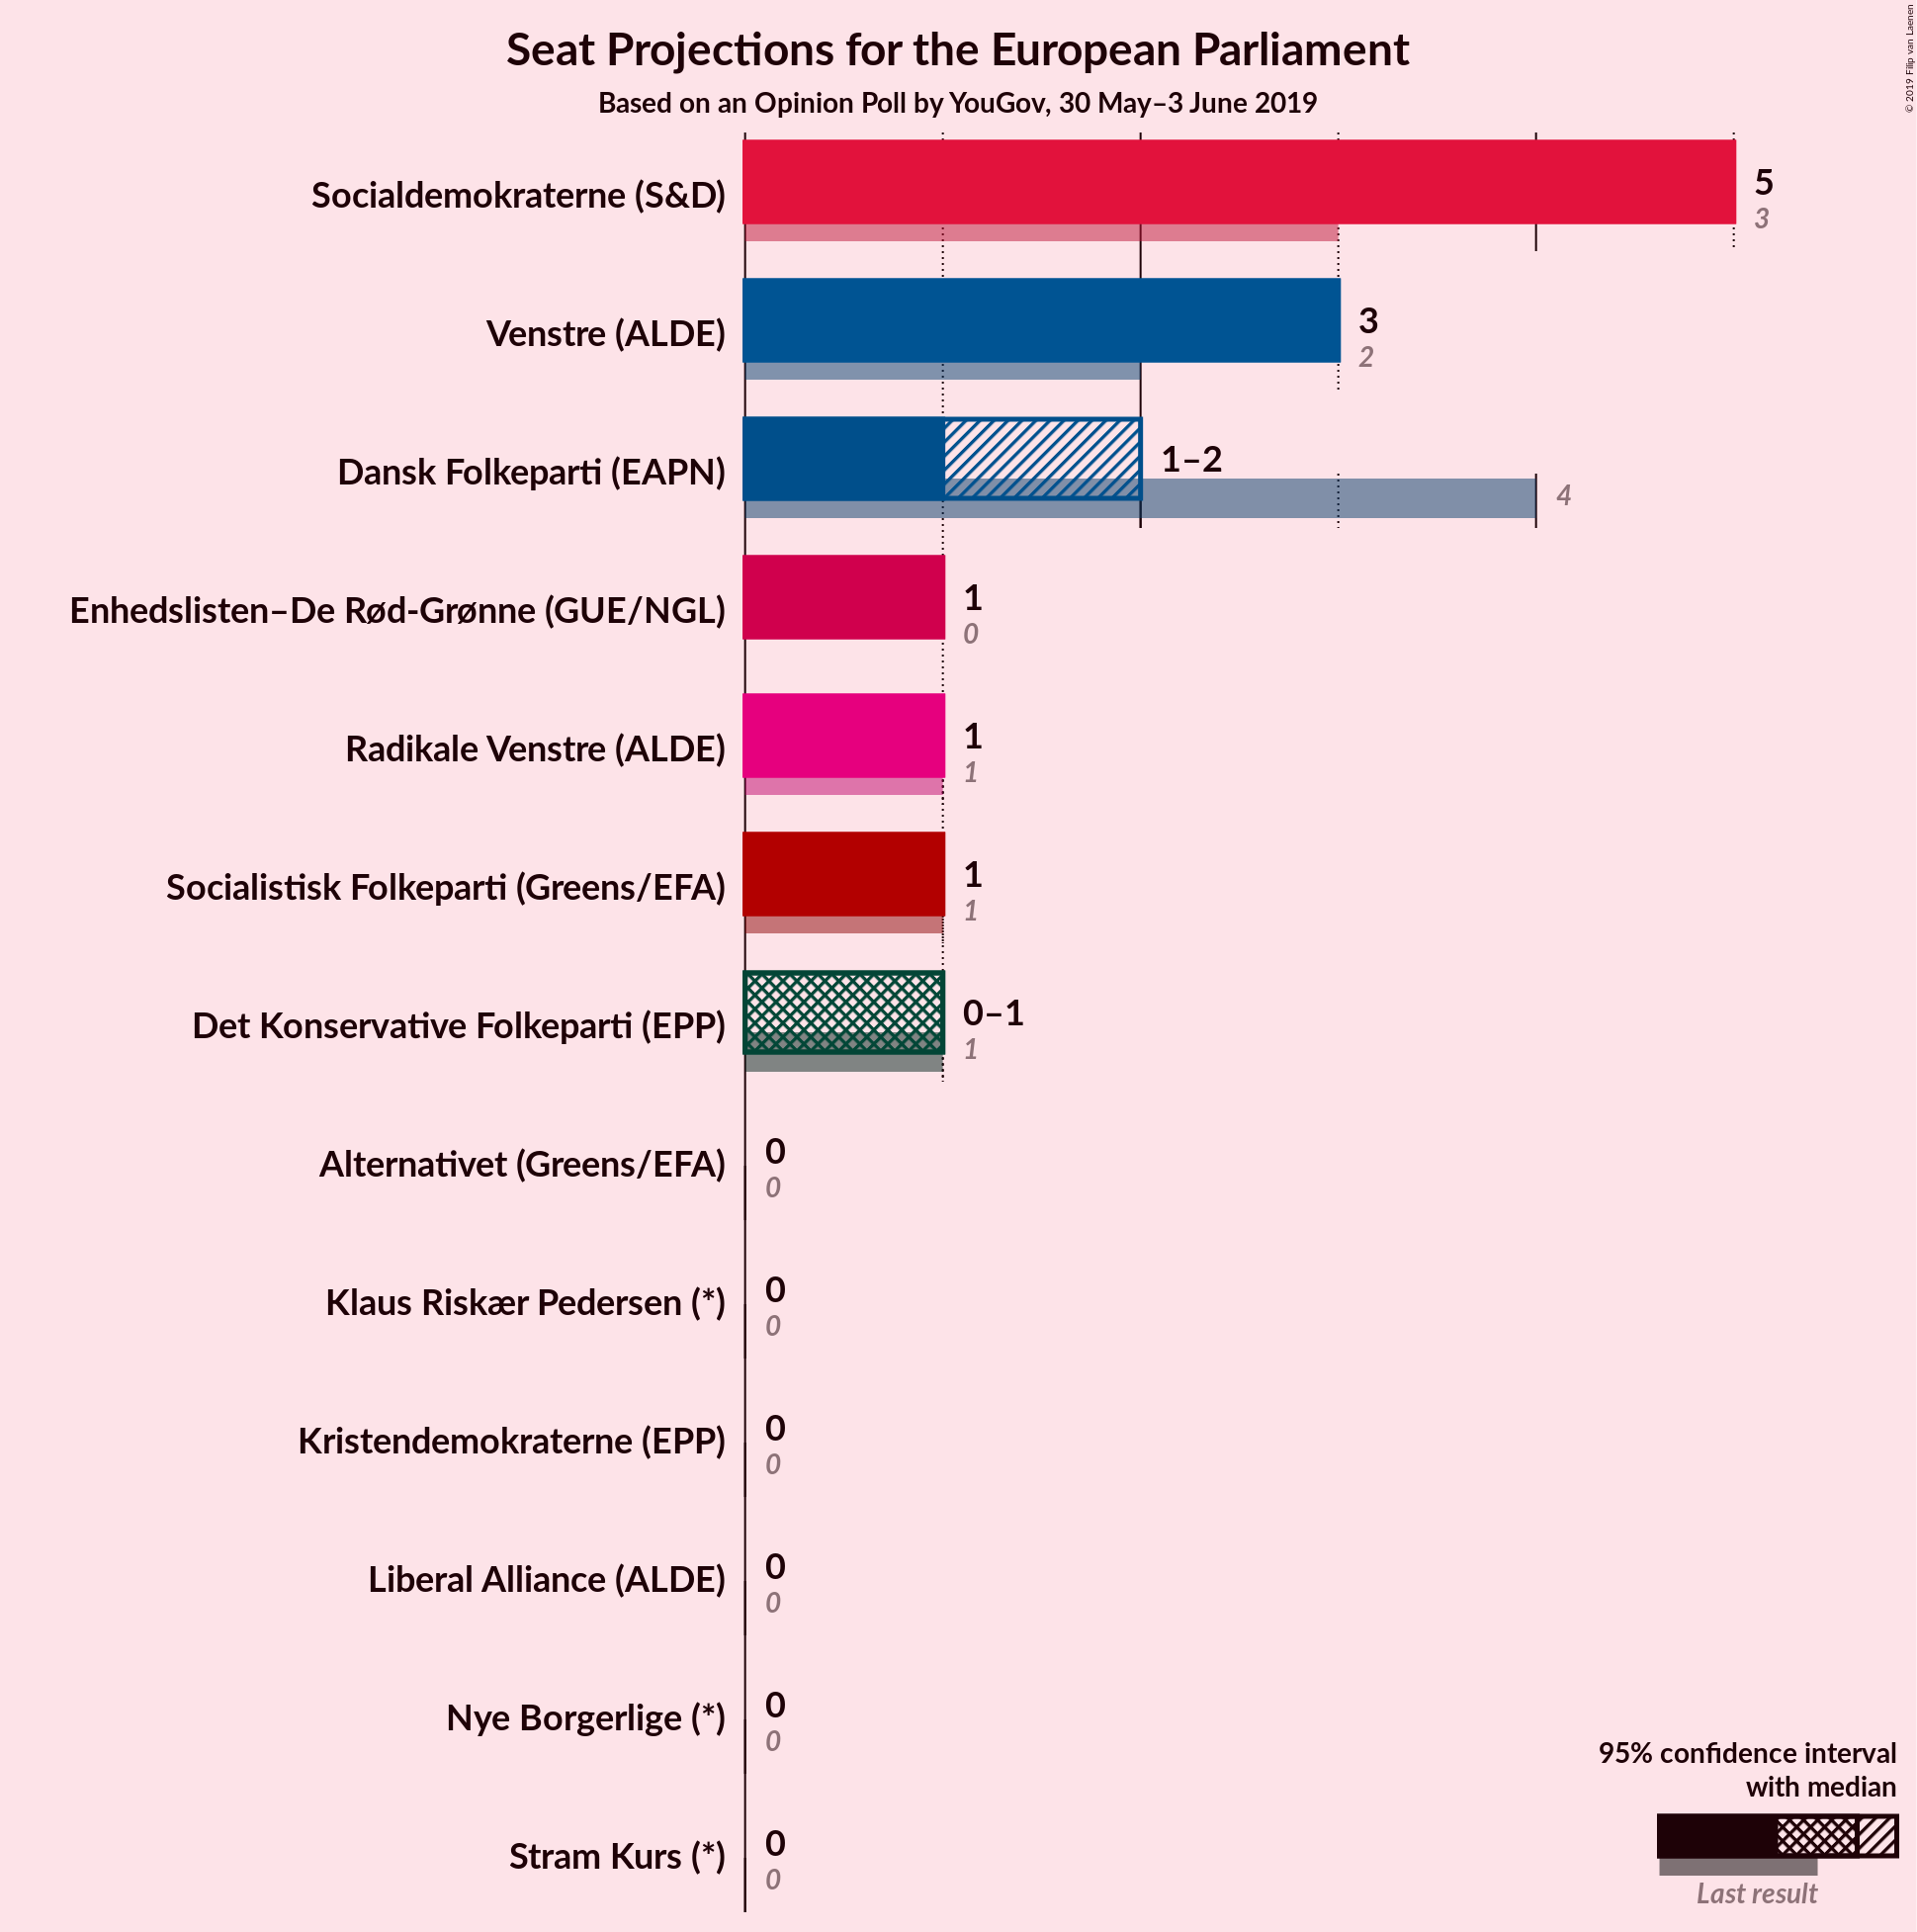 Seat Projections for the European Parliament
Based on an Opinion Poll by YouGov, 30 May–3 June 2019
© 2019 Filip van Laenen
Socialdemokraterne (S&D)
5
3
Venstre (ALDE)
3
2
Dansk Folkeparti (EAPN)
1–2
4
Enhedslisten–De Rød-Grønne (GUE/NGL)
1
0
Radikale Venstre (ALDE)
1
1
Socialistisk Folkeparti (Greens/EFA)
1
1
Det Konservative Folkeparti (EPP)
0–1
1
Alternativet (Greens/EFA)
0
0
Klaus Riskær Pedersen (*)
0
0
Kristendemokraterne (EPP)
0
0
Liberal Alliance (ALDE)
0
0
Nye Borgerlige (*)
0
0
Stram Kurs (*)
0
0
95% confidence interval
with median
Last result